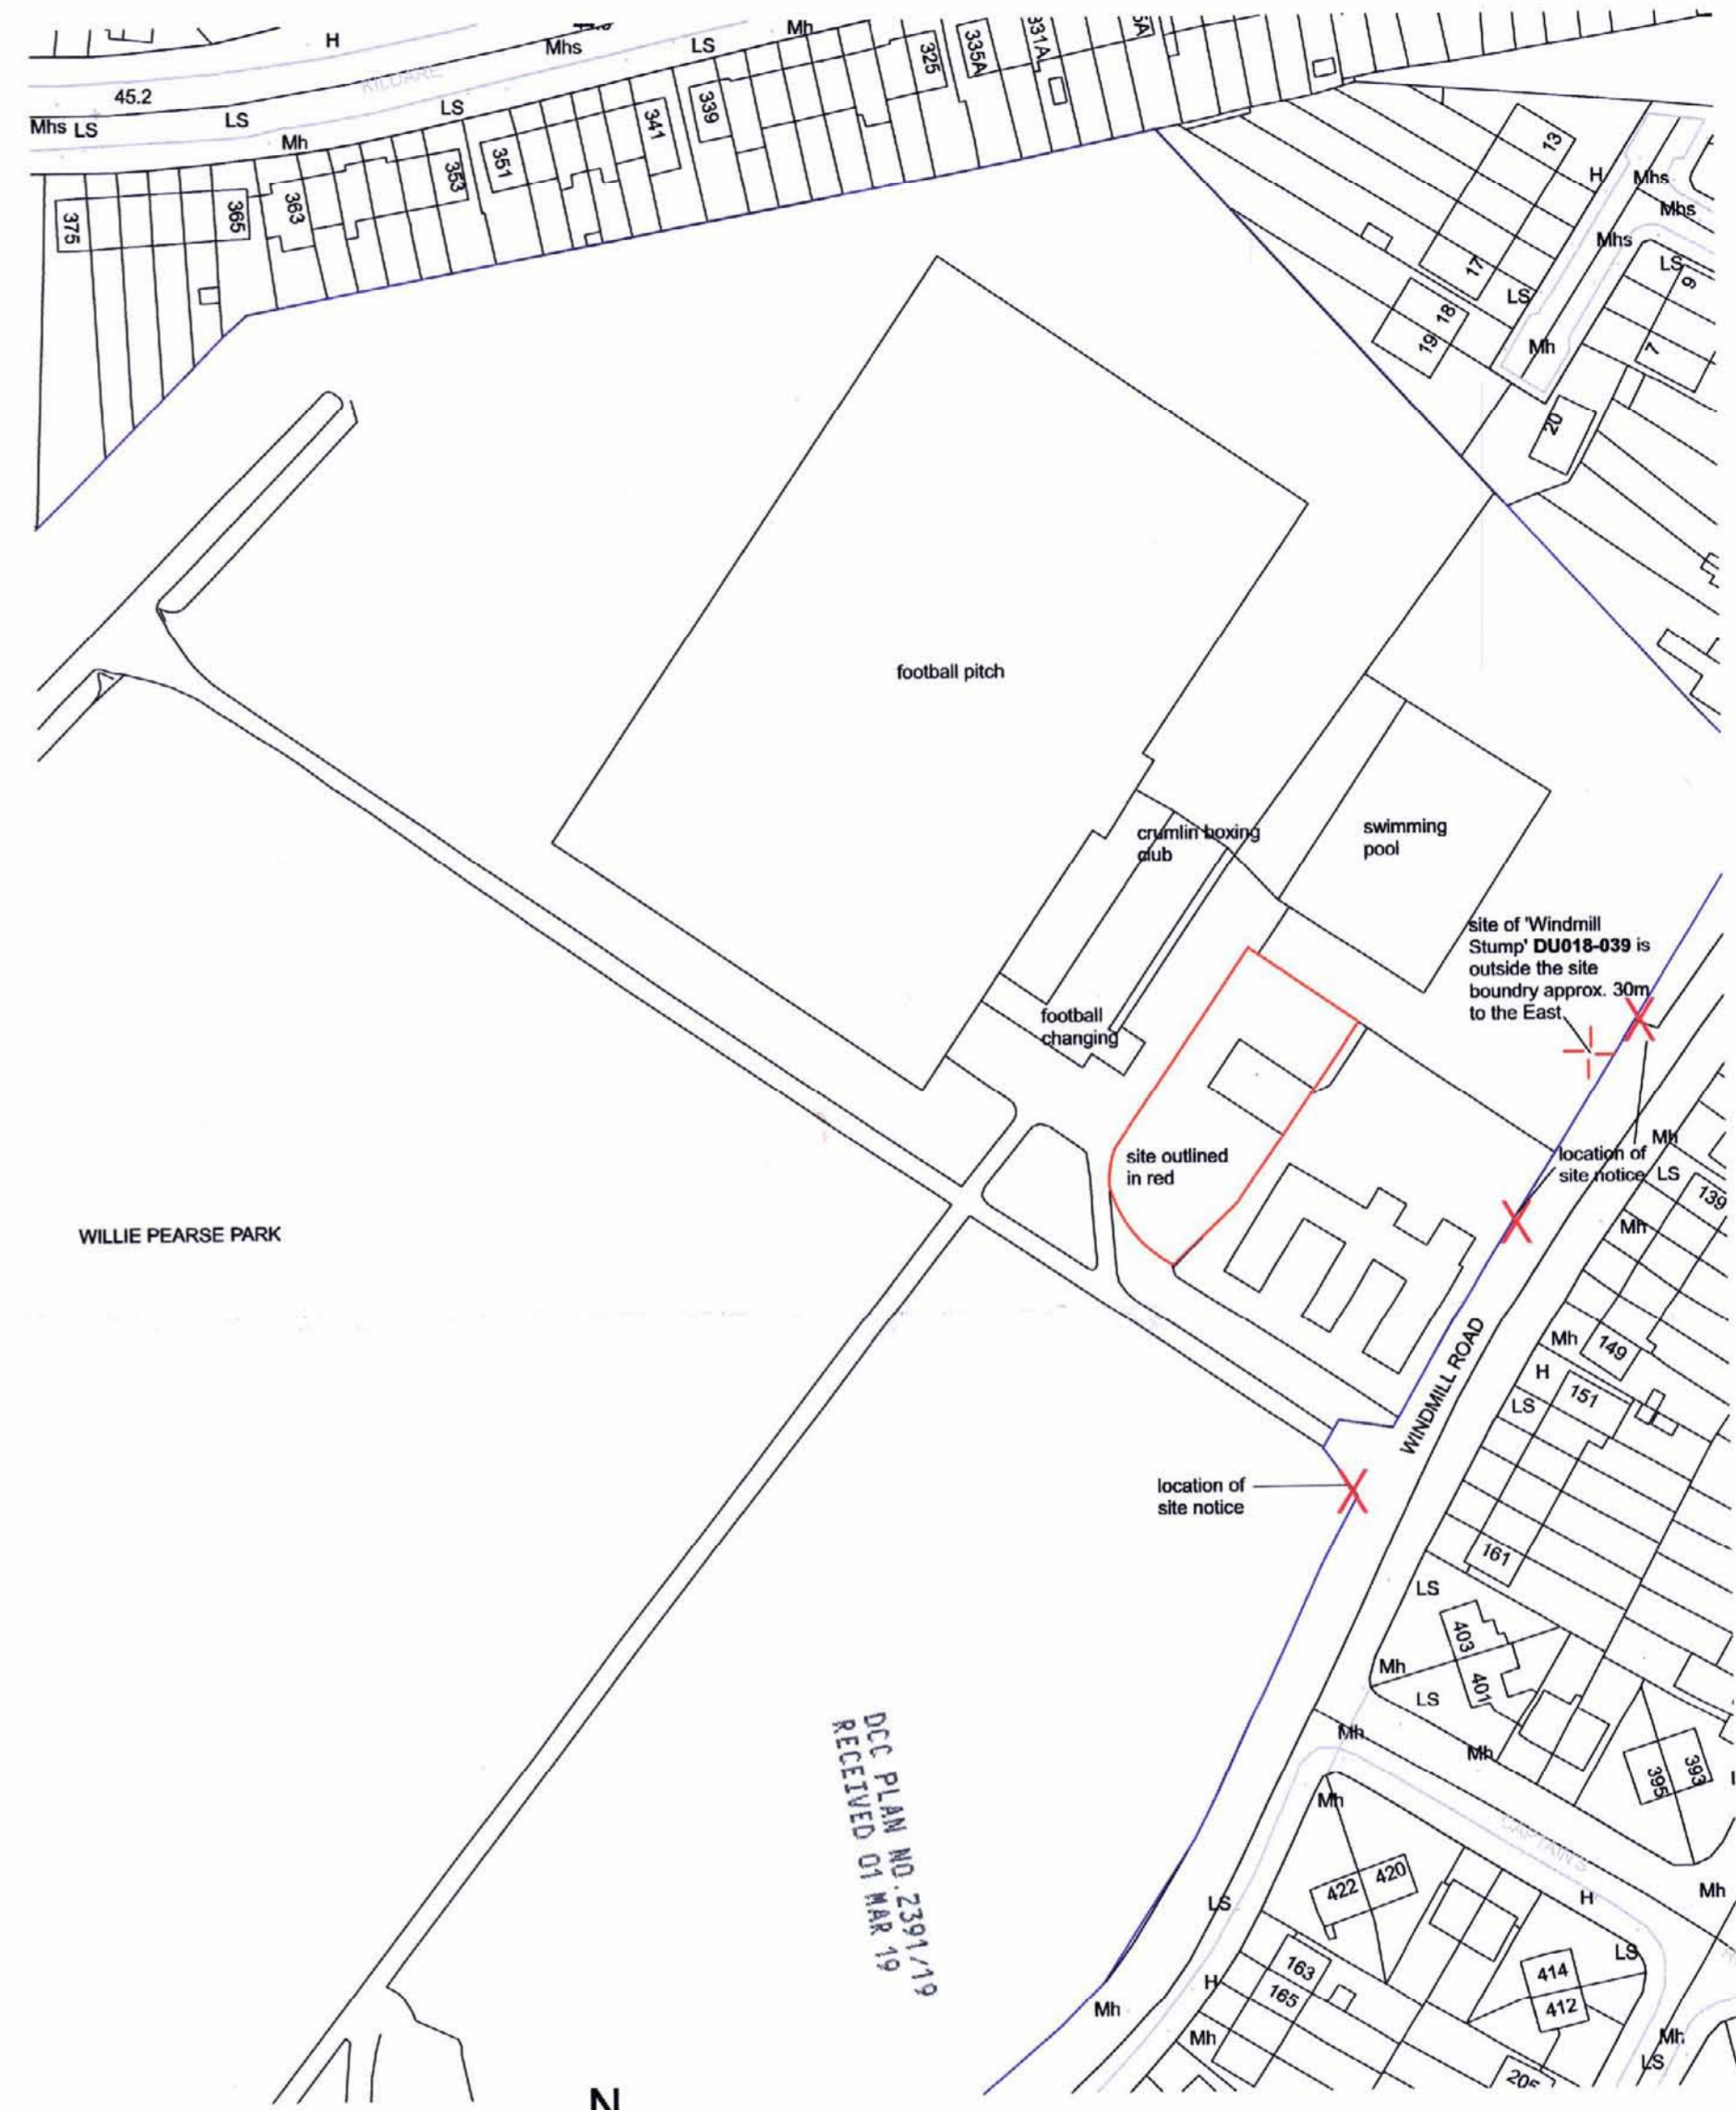 H
Mhs
LS
Mh
325
335A
331A
KILDARE
45.2
Mhs LS
LS
LS
Mh
375
365
363
353
351
341
339
13
H
Mhs
Mhs
Mhs
17
LS
18
19
LS
9
7
Mh
20
football pitch
crumlin boxing
club
swimming
pool
site of 'Windmill
Stump' DU018-039 is
outside the site
boundry approx. 30m
to the East
football
changing
site outlined
in red
location of
site notice
Mh
LS
139
Mh
WILLIE PEARSE PARK
WINDMILL ROAD
Mh
149
H
LS
151
location of
site notice
161
LS
403
401
Mh
LS
Mh
Mh
395
393
DCC PLAN NO. 2391/19
RECEIVED 01 MAR 19
Mh
CAPTAIN'S
422
420
H
Mh
LS
LS
163
165
H
414
412
Mh
Mh
Mh
LS
N